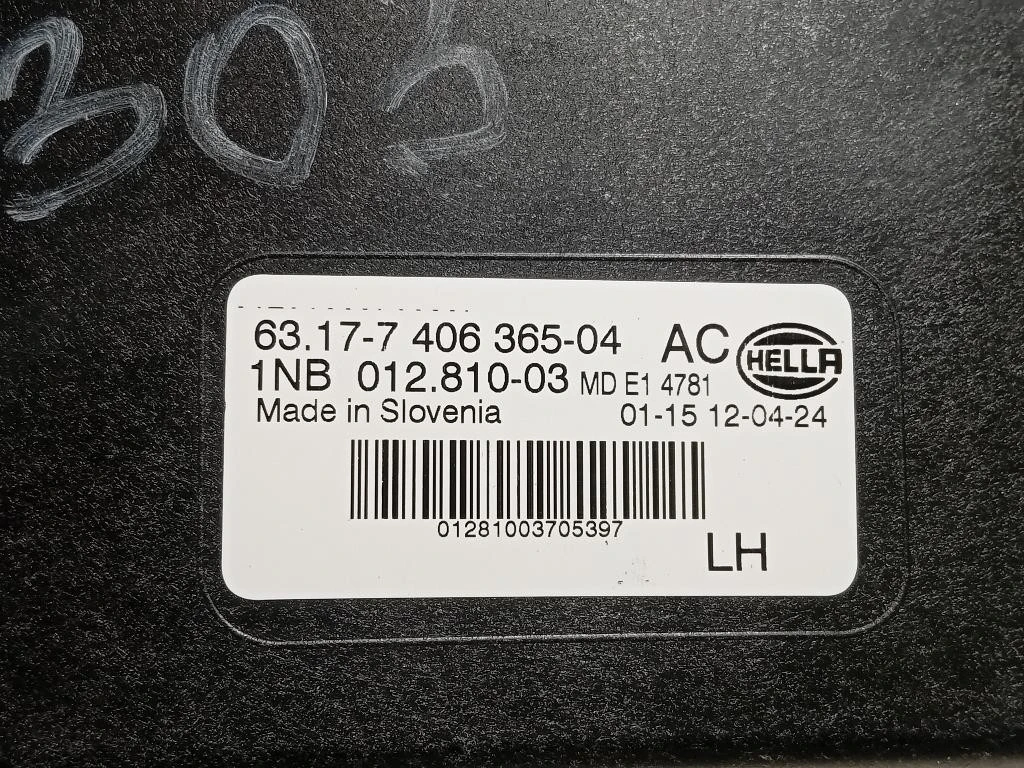 303
63.17-7 406 365-04 AC HELLA
1NB 012.810-03 MD E1 4781
Made in Slovenia 01-15 12-04-24
01281003705397
LH